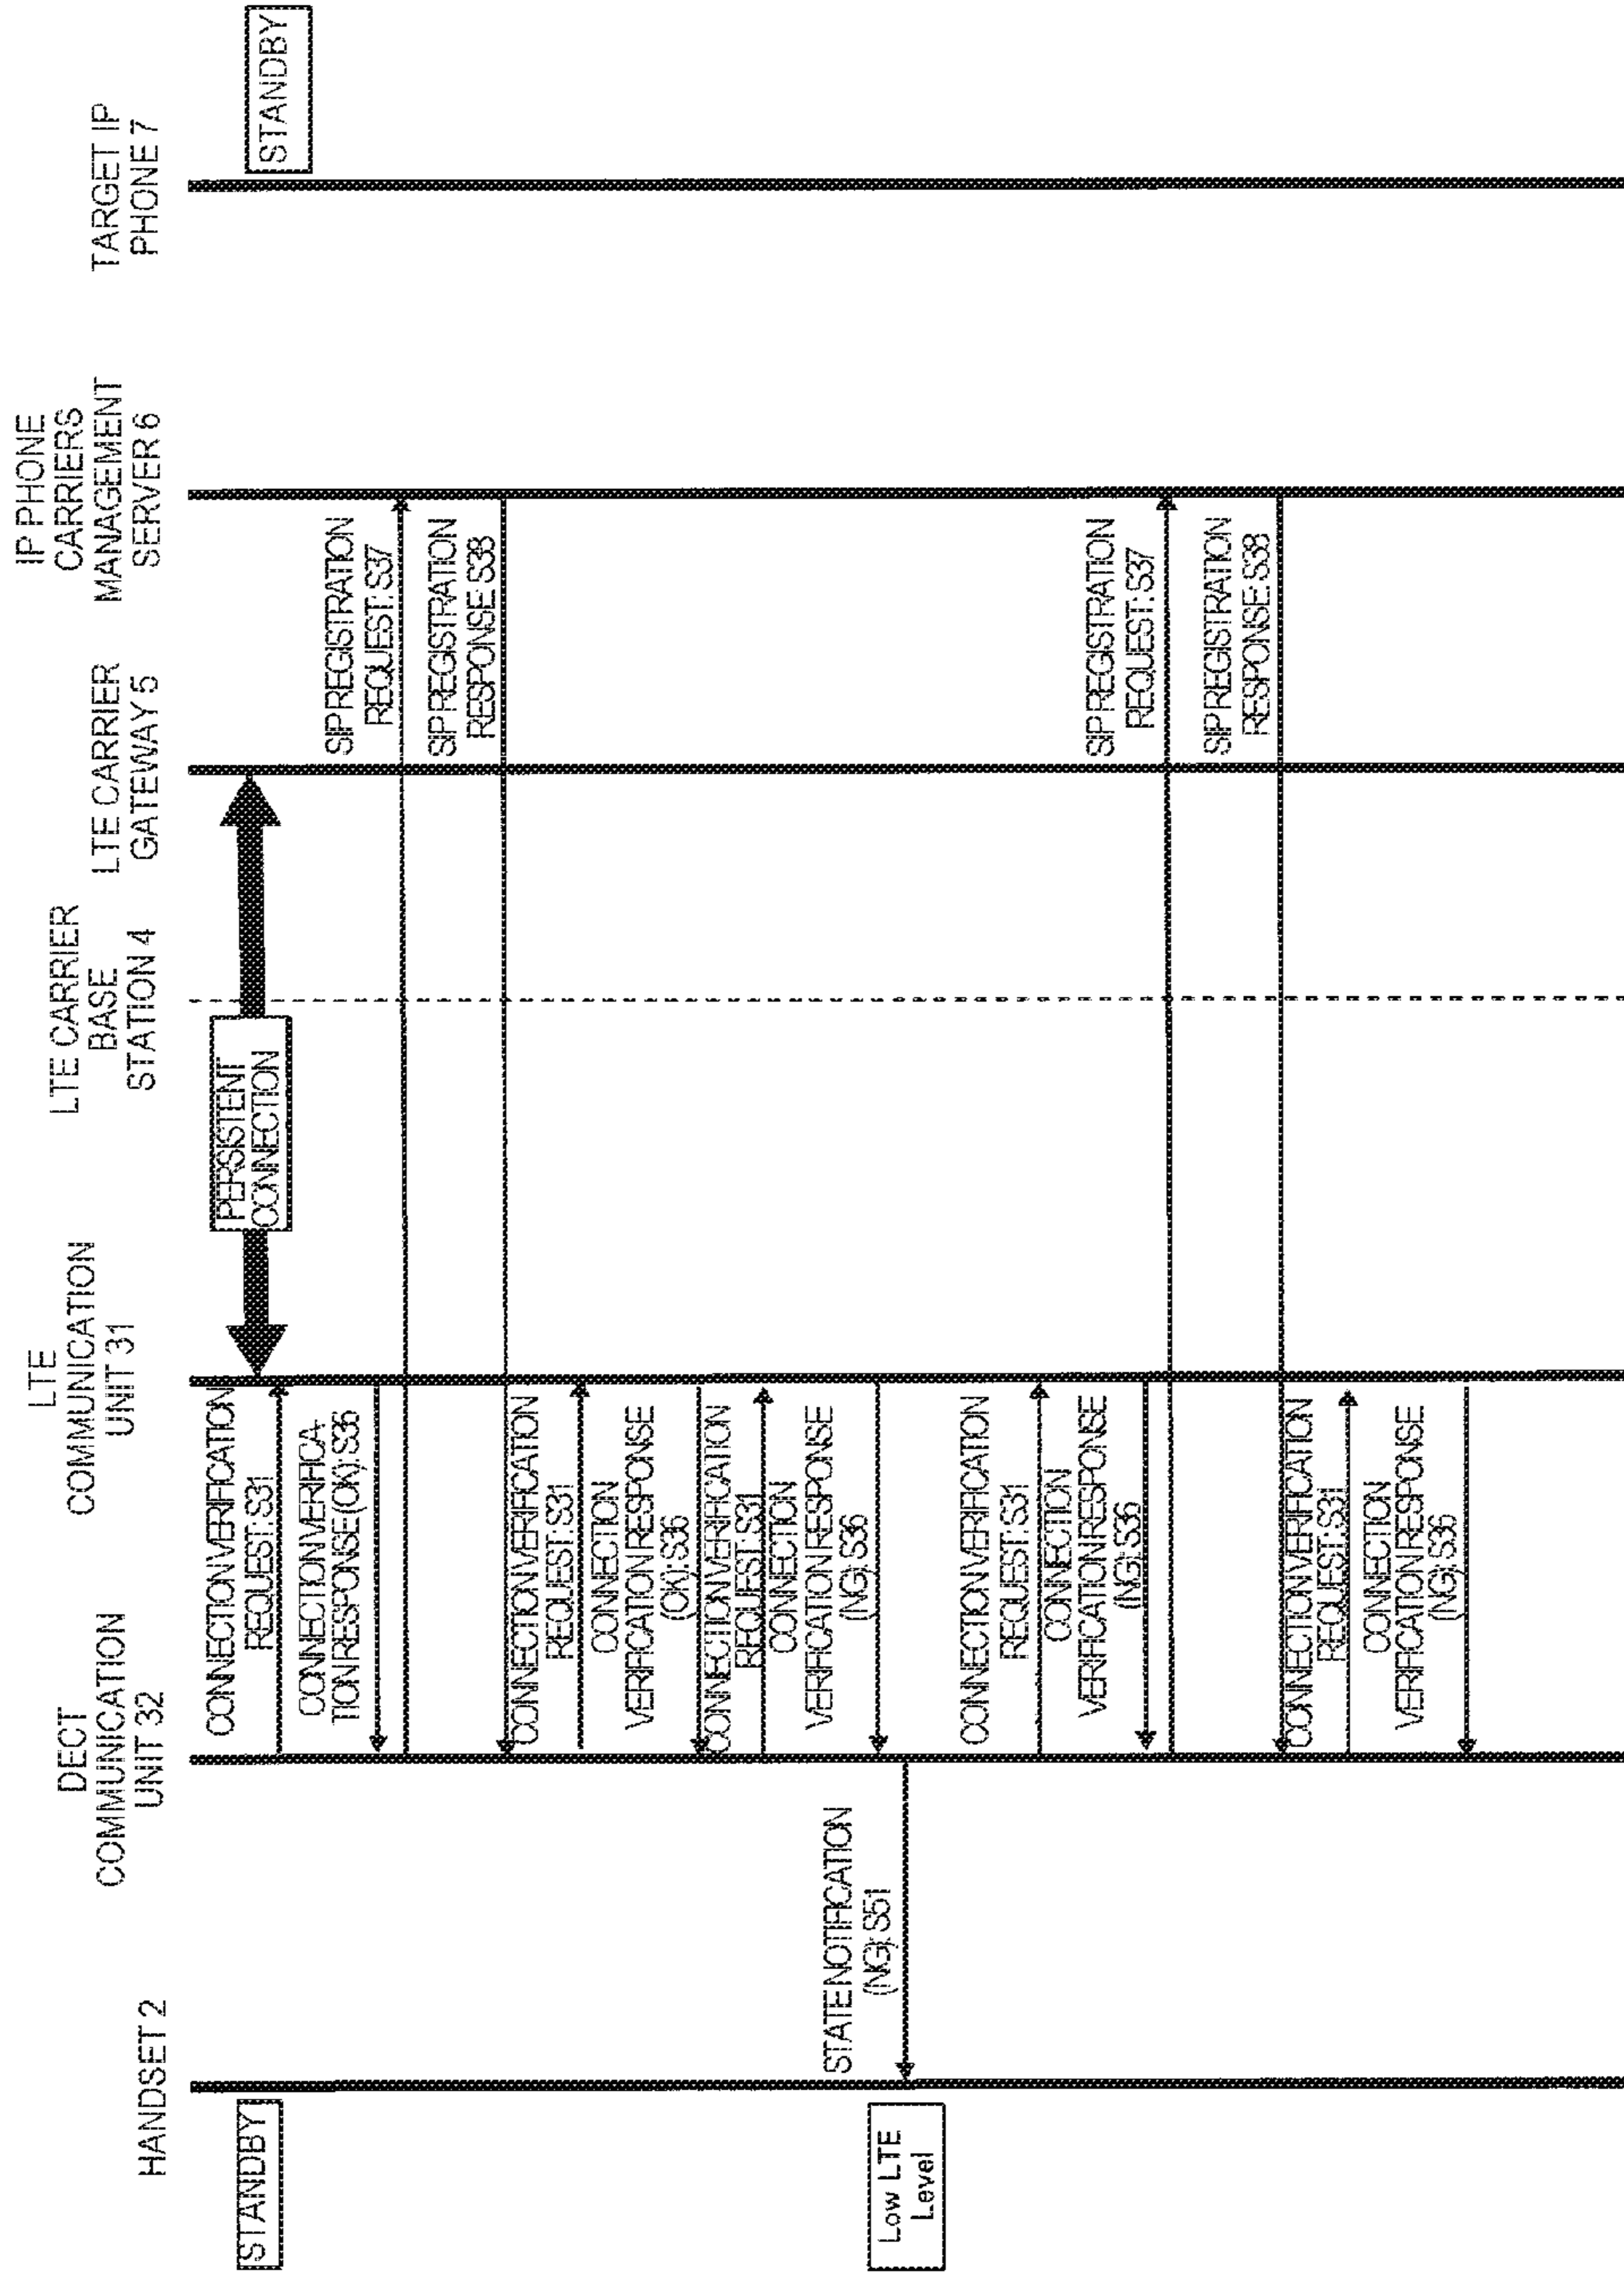 HANDSET 2
DECT
COMMUNICATION
UNIT 32
LTE
COMMUNICATION
UNIT 31
LTE CARRIER
BASE
STATION 4
LTE CARRIER
GATEWAY 5
IP PHONE
CARRIERS
MANAGEMENT
SERVER 6
TARGET IP
PHONE 7
STANDBY
PERSISTENT
CONNECTION
STANDBY
CONNECTION VERIFICATION
REQUEST: S31
CONNECTION VERIFICA-
TION RESPONSE (OK): S36
SIP REGISTRATION
REQUEST: S37
SIP REGISTRATION
RESPONSE: S38
CONNECTION VERIFICATION
REQUEST: S31
CONNECTION
VERIFICATION RESPONSE
(OK): S36
CONNECTION VERIFICATION
REQUEST: S31
CONNECTION
VERIFICATION RESPONSE
(NG): S36
STATE NOTIFICATION
(NG): S51
Low LTE
Level
CONNECTION VERIFICATION
REQUEST: S31
CONNECTION
VERIFICATION RESPONSE
(NG): S36
SIP REGISTRATION
REQUEST: S37
SIP REGISTRATION
RESPONSE: S38
CONNECTION VERIFICATION
REQUEST: S31
CONNECTION
VERIFICATION RESPONSE
(NG): S36